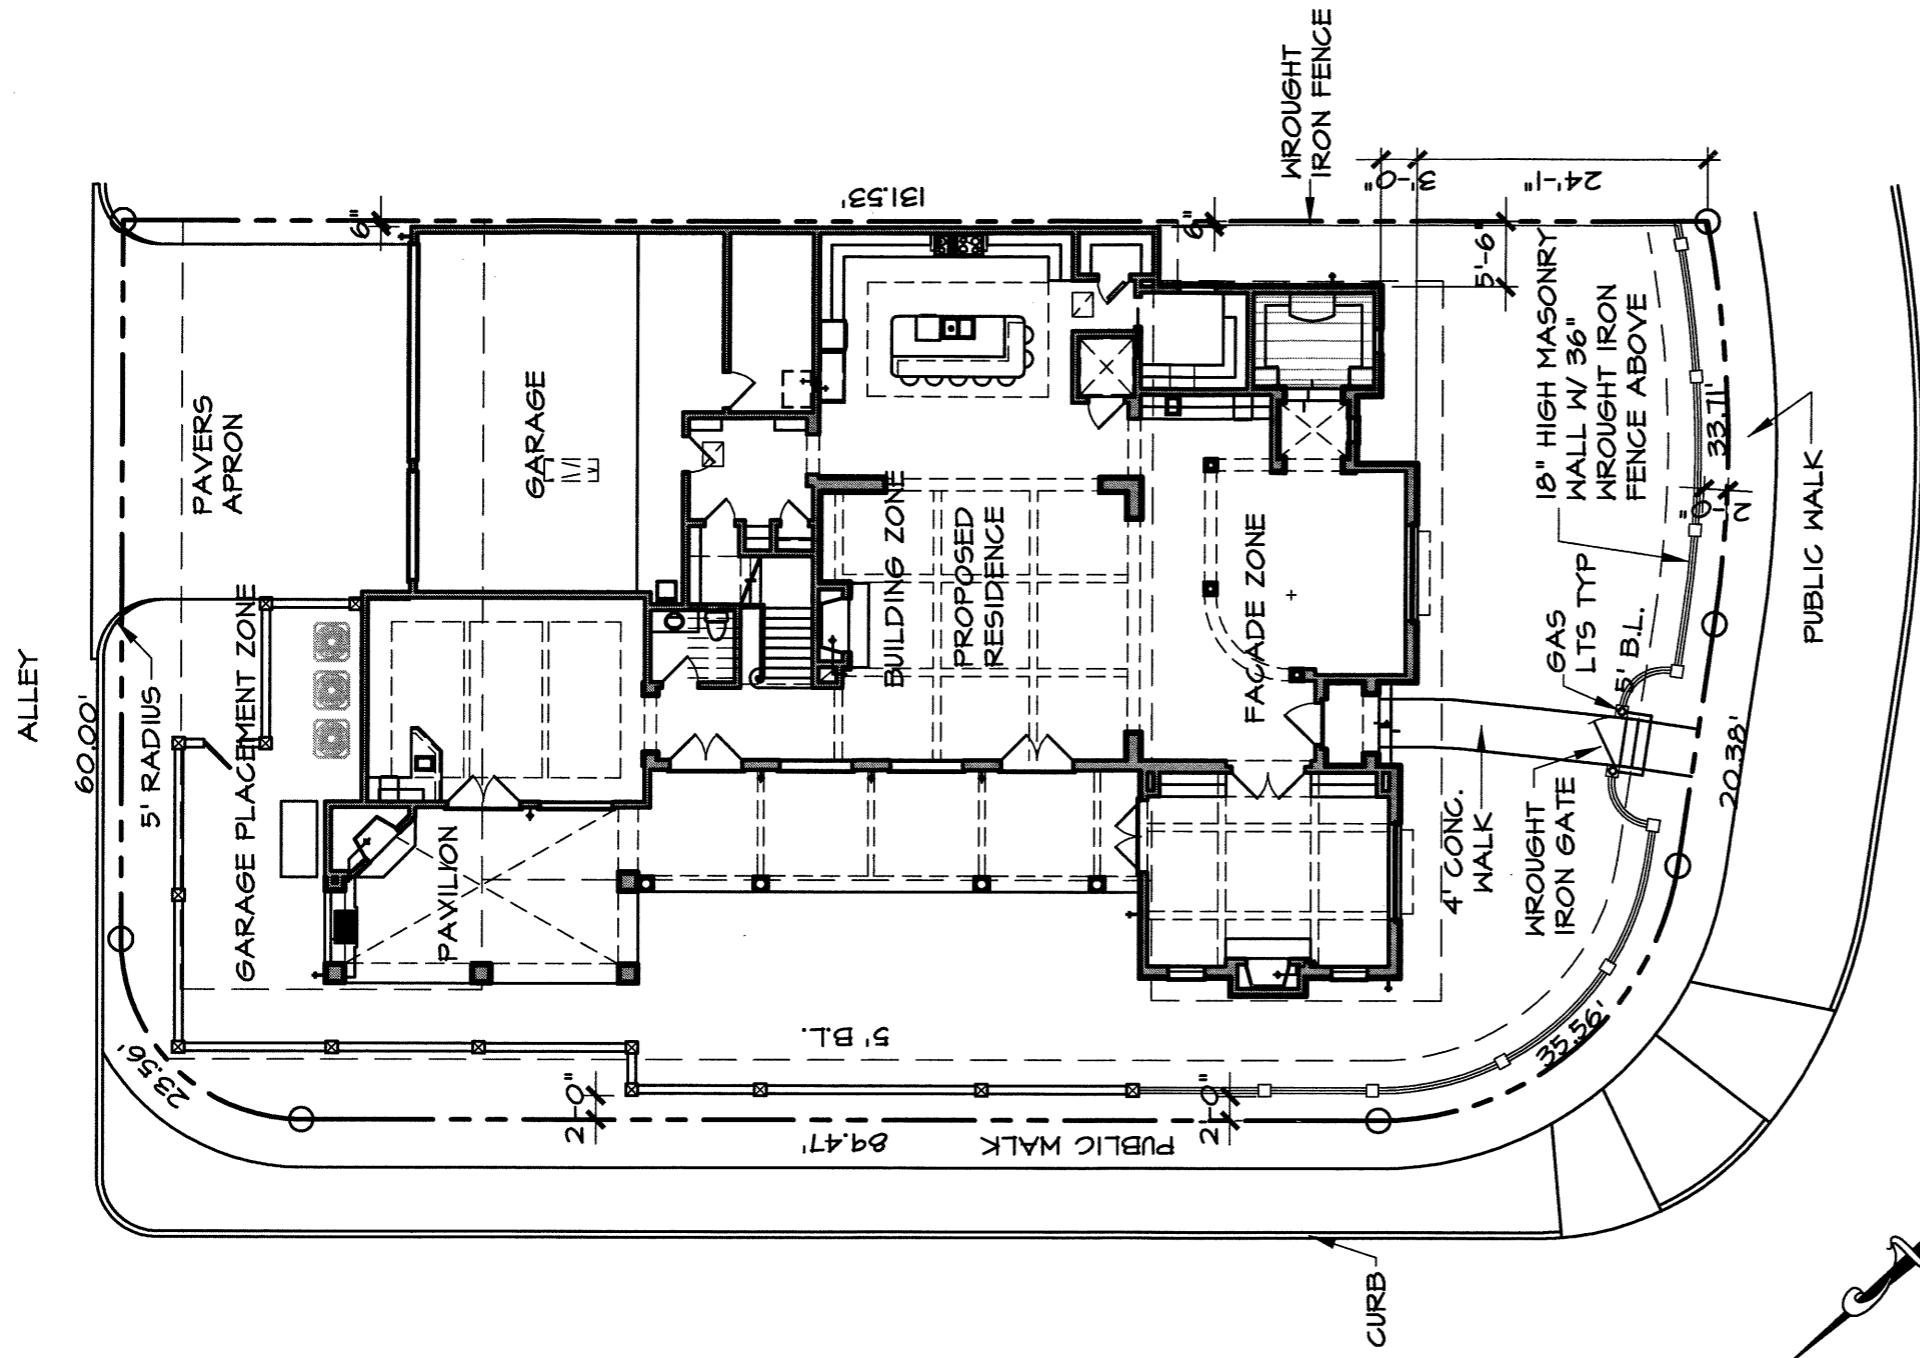 ALLEY
60.00'
5' RADIUS
GARAGE PLACEMENT ZONE
PAVERS
APRON
6"
131.53'
6"
WROUGHT
IRON FENCE
3'-0"
24'-1"
5'-6"
GARAGE
PAVILION
BUILDING ZONE
PROPOSED
RESIDENCE
FACADE ZONE
18" HIGH MASONRY
WALL W/ 36"
WROUGHT IRON
FENCE ABOVE
33.71'
2'-0"
PUBLIC WALK
GAS
LTS TYP
5' B.L.
20.38'
4' CONC.
WALK
WROUGHT
IRON GATE
35.56'
5' B.L.
23.56'
2'-0"
89.47'
PUBLIC WALK
2'-0"
CURB